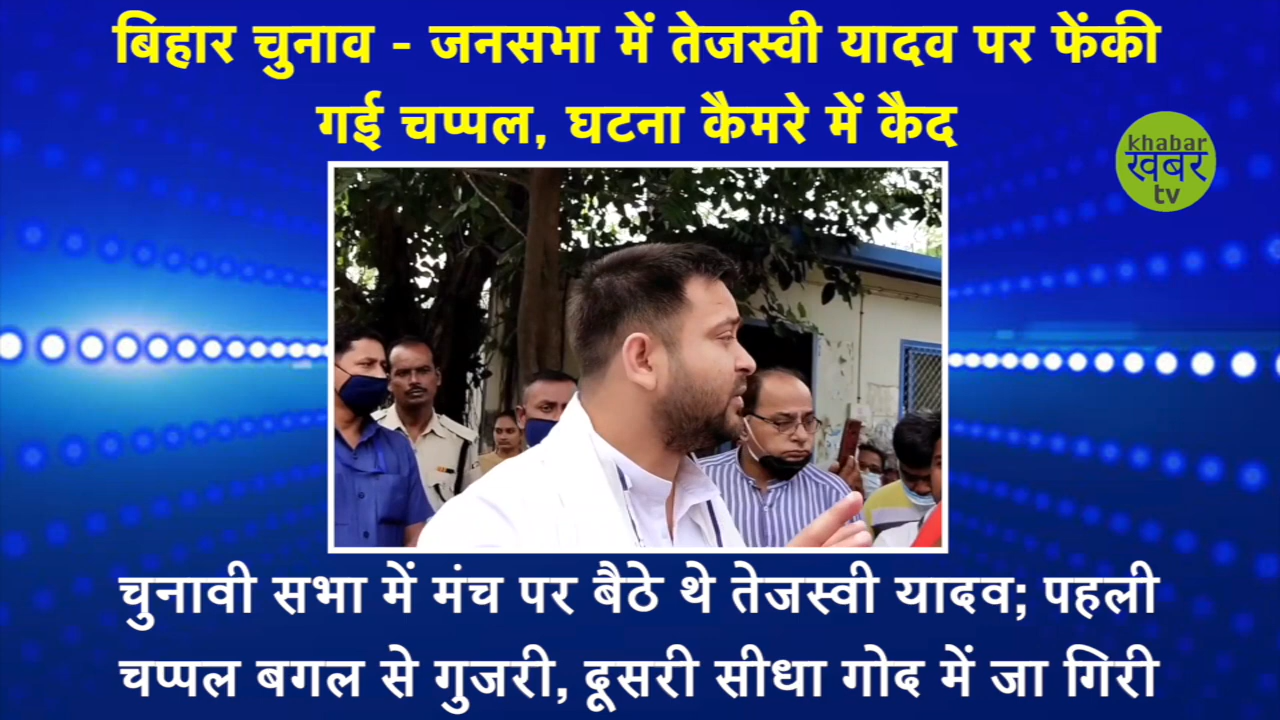 बिहार चुनाव - जनसभा में तेजस्वी यादव पर फेंकी
गई चप्पल, घटना कैमरे में कैद
khabar
खबर
tv
चुनावी सभा में मंच पर बैठे थे तेजस्वी यादव; पहली
चप्पल बगल से गुजरी, दूसरी सीधा गोद में जा गिरी